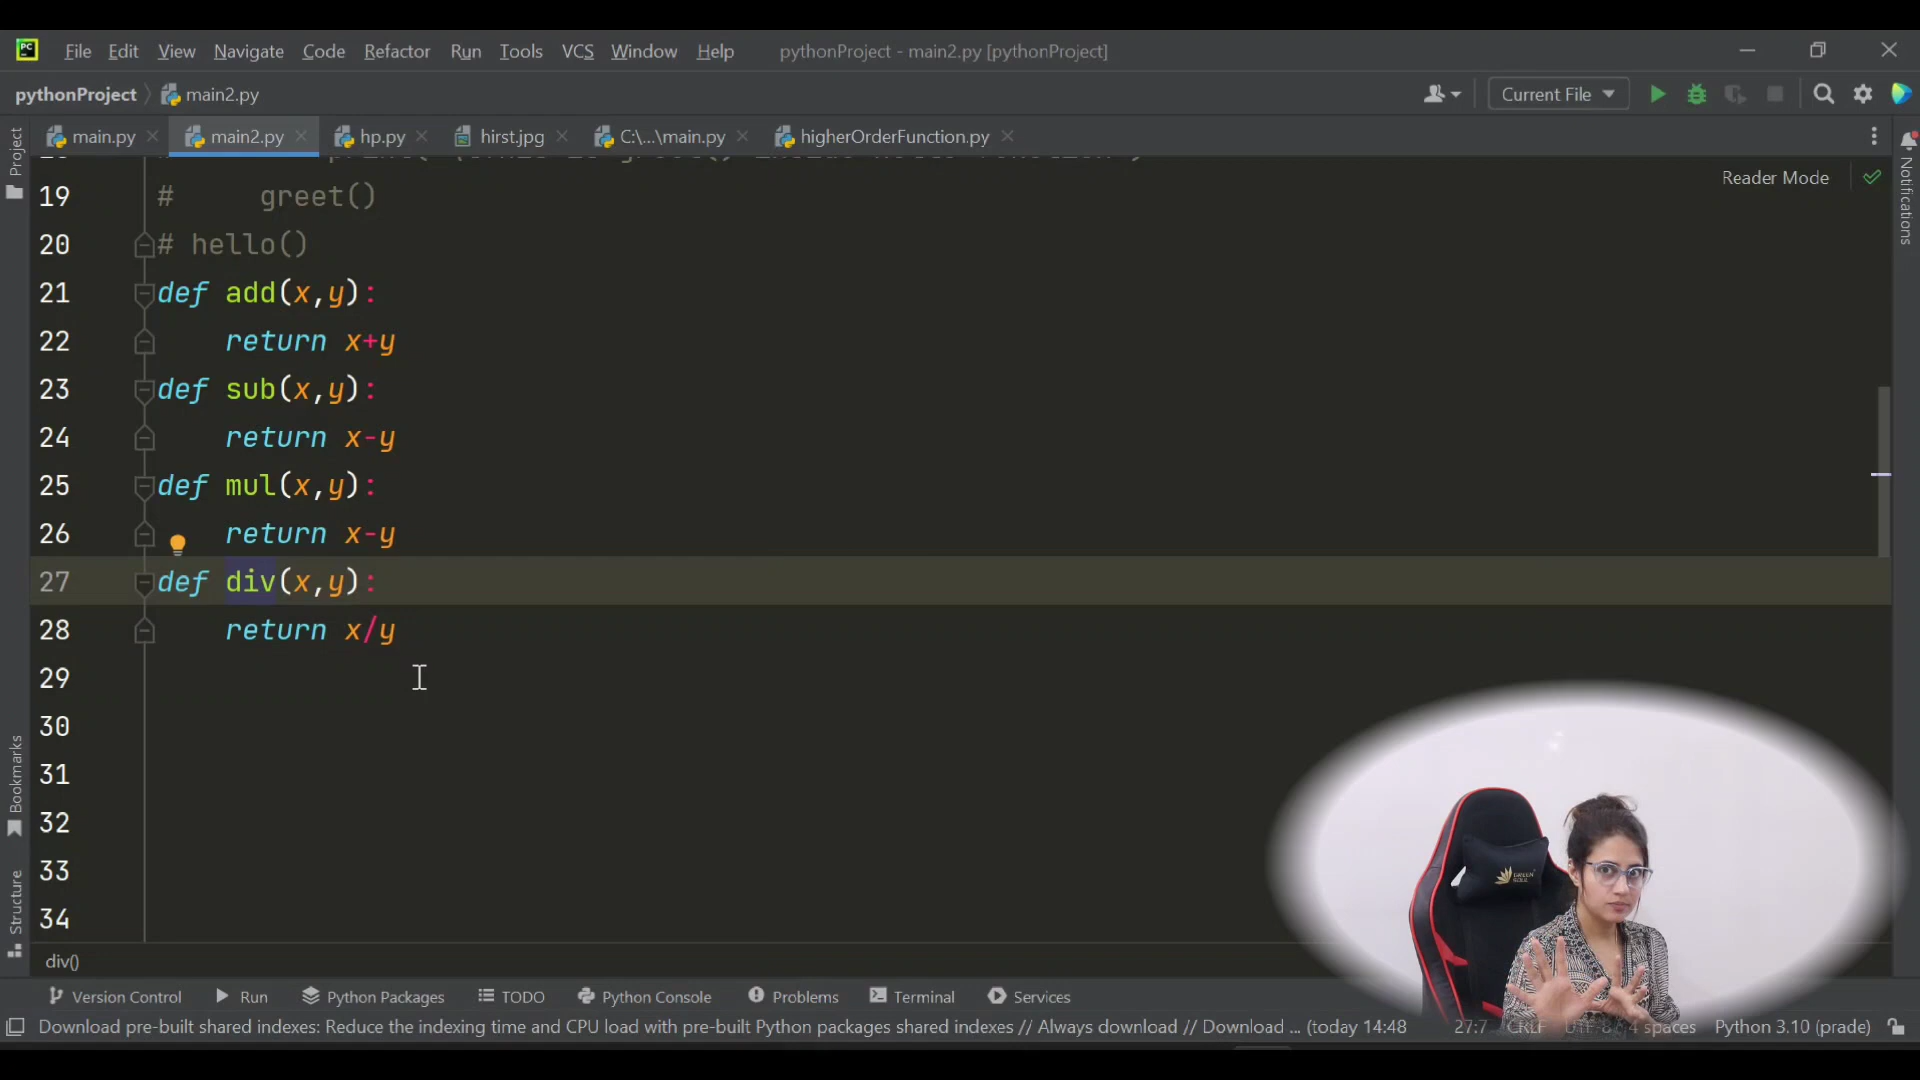 PC File Edit View Navigate Code Refactor Run Tools VCS Window Help pythonProject - main2.py [pythonProject]
pythonProject main2.py Current File
main.py main2.py hp.py hirst.jpg C:\...\main.py higherOrderFunction.py
Project
Notifications
Reader Mode
19 # greet()
20 # hello()
21 def add(x,y):
22 return x+y
23 def sub(x,y):
24 return x-y
25 def mul(x,y):
26 return x-y
27 def div(x,y):
28 return x/y
29
30
31
32
33
34
Bookmarks
Structure
GREEN SOUL
div()
Version Control Run Python Packages TODO Python Console Problems Terminal Services
Download pre-built shared indexes: Reduce the indexing time and CPU load with pre-built Python packages shared indexes // Always download // Download ... (today 14:48 27:7 CRLF UTF-8 4 spaces Python 3.10 (prade)